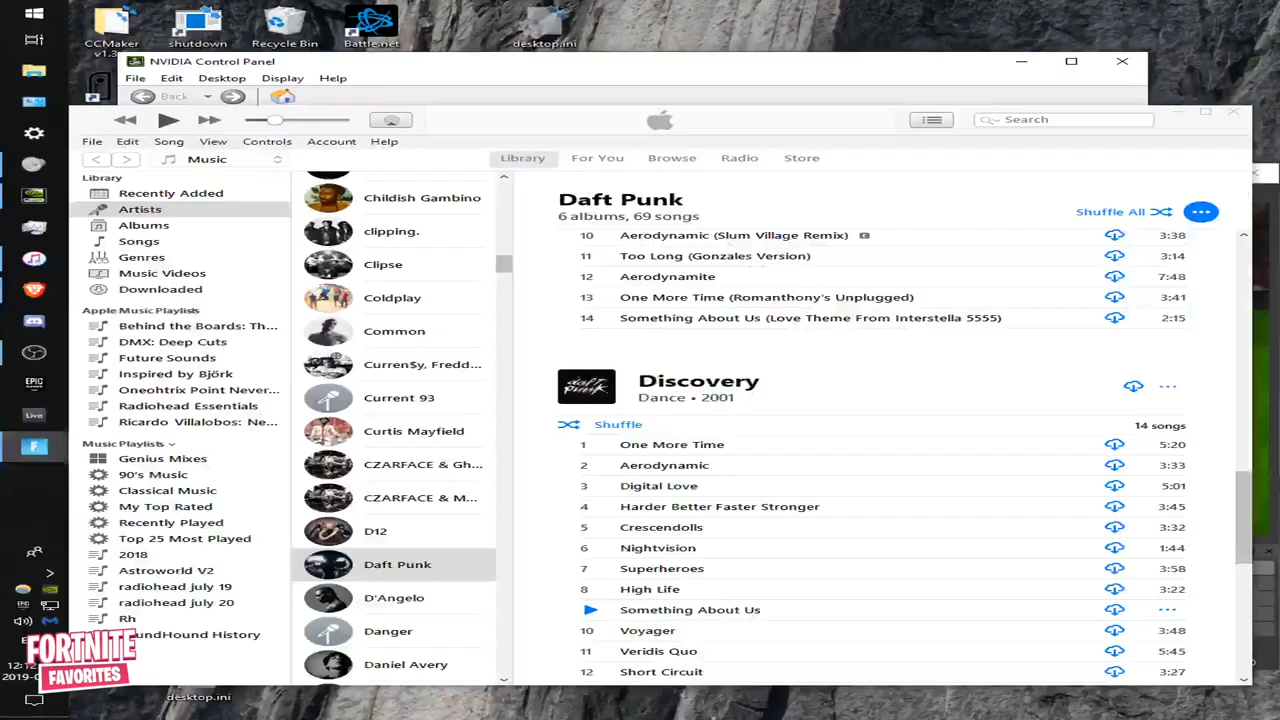 CCMaker
v1.3
shutdown
Recycle Bin
Battle.net
desktop.ini
NVIDIA Control Panel
File Edit Desktop Display Help
Back
Search
File Edit Song View Controls Account Help
Music
Library For You Browse Radio Store
Library
Recently Added
Artists
Albums
Songs
Genres
Music Videos
Downloaded
Apple Music Playlists
Behind the Boards: Th...
DMX: Deep Cuts
Future Sounds
Inspired by Björk
Oneohtrix Point Never...
Radiohead Essentials
Ricardo Villalobos: Ne...
Music Playlists
Genius Mixes
90's Music
Classical Music
My Top Rated
Recently Played
Top 25 Most Played
2018
Astroworld V2
radiohead july 19
radiohead july 20
Rh
undHound History
Childish Gambino
clipping.
Clipse
Coldplay
Common
Curren$y, Fredd...
Current 93
Curtis Mayfield
CZARFACE & Gh...
CZARFACE & M...
D12
Daft Punk
D'Angelo
Danger
Daniel Avery
Daft Punk
6 albums, 69 songs
Shuffle All
10 Aerodynamic (Slum Village Remix) E 3:38
11 Too Long (Gonzales Version) 3:14
12 Aerodynamite 7:48
13 One More Time (Romanthony's Unplugged) 3:41
14 Something About Us (Love Theme From Interstella 5555) 2:15
daft punk
Discovery
Dance • 2001
Shuffle 14 songs
1 One More Time 5:20
2 Aerodynamic 3:33
3 Digital Love 5:01
4 Harder Better Faster Stronger 3:45
5 Crescendolls 3:32
6 Nightvision 1:44
7 Superheroes 3:58
8 High Life 3:22
Something About Us
10 Voyager 3:48
11 Veridis Quo 5:45
12 Short Circuit 3:27
EPIC
GAMES
Live
F
FORTNITE
FAVORITES
12:12
2019-0
desktop.ini